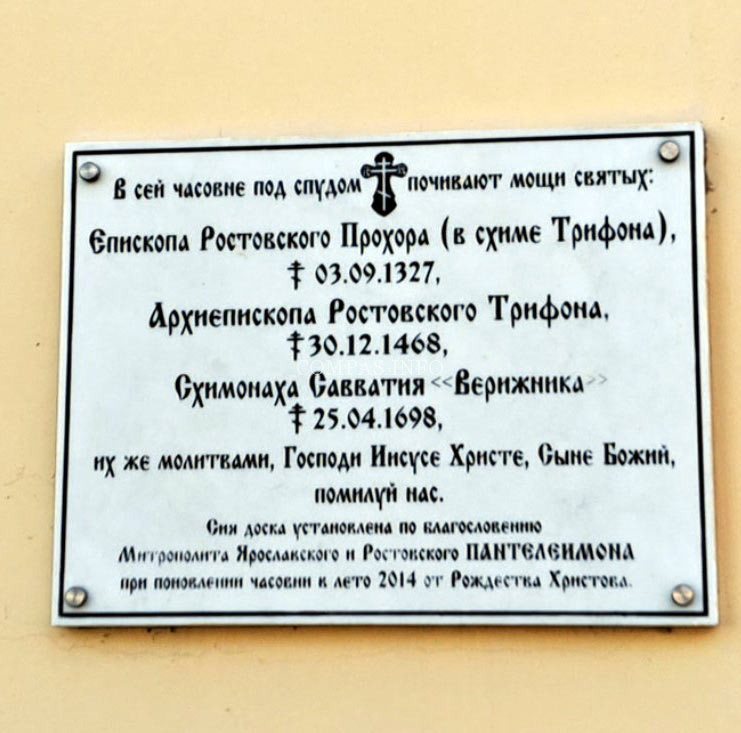 В сей часовне под спудом почивают мощи святых:
Епископа Ростовского Прохора (в схиме Трифона),
† 03.09.1327,
Архиепископа Ростовского Трифона,
† 30.12.1468,
Схимонаха Савватия «Верижника»
† 25.04.1698,
их же молитвами, Господи Иисусе Христе, Сыне Божий,
помилуй нас.
Сия доска установлена по благословению
Митрополита Ярославского и Ростовского ПАНТЕЛЕИМОНА
при поновлении часовни в лето 2014 от Рождества Христова.